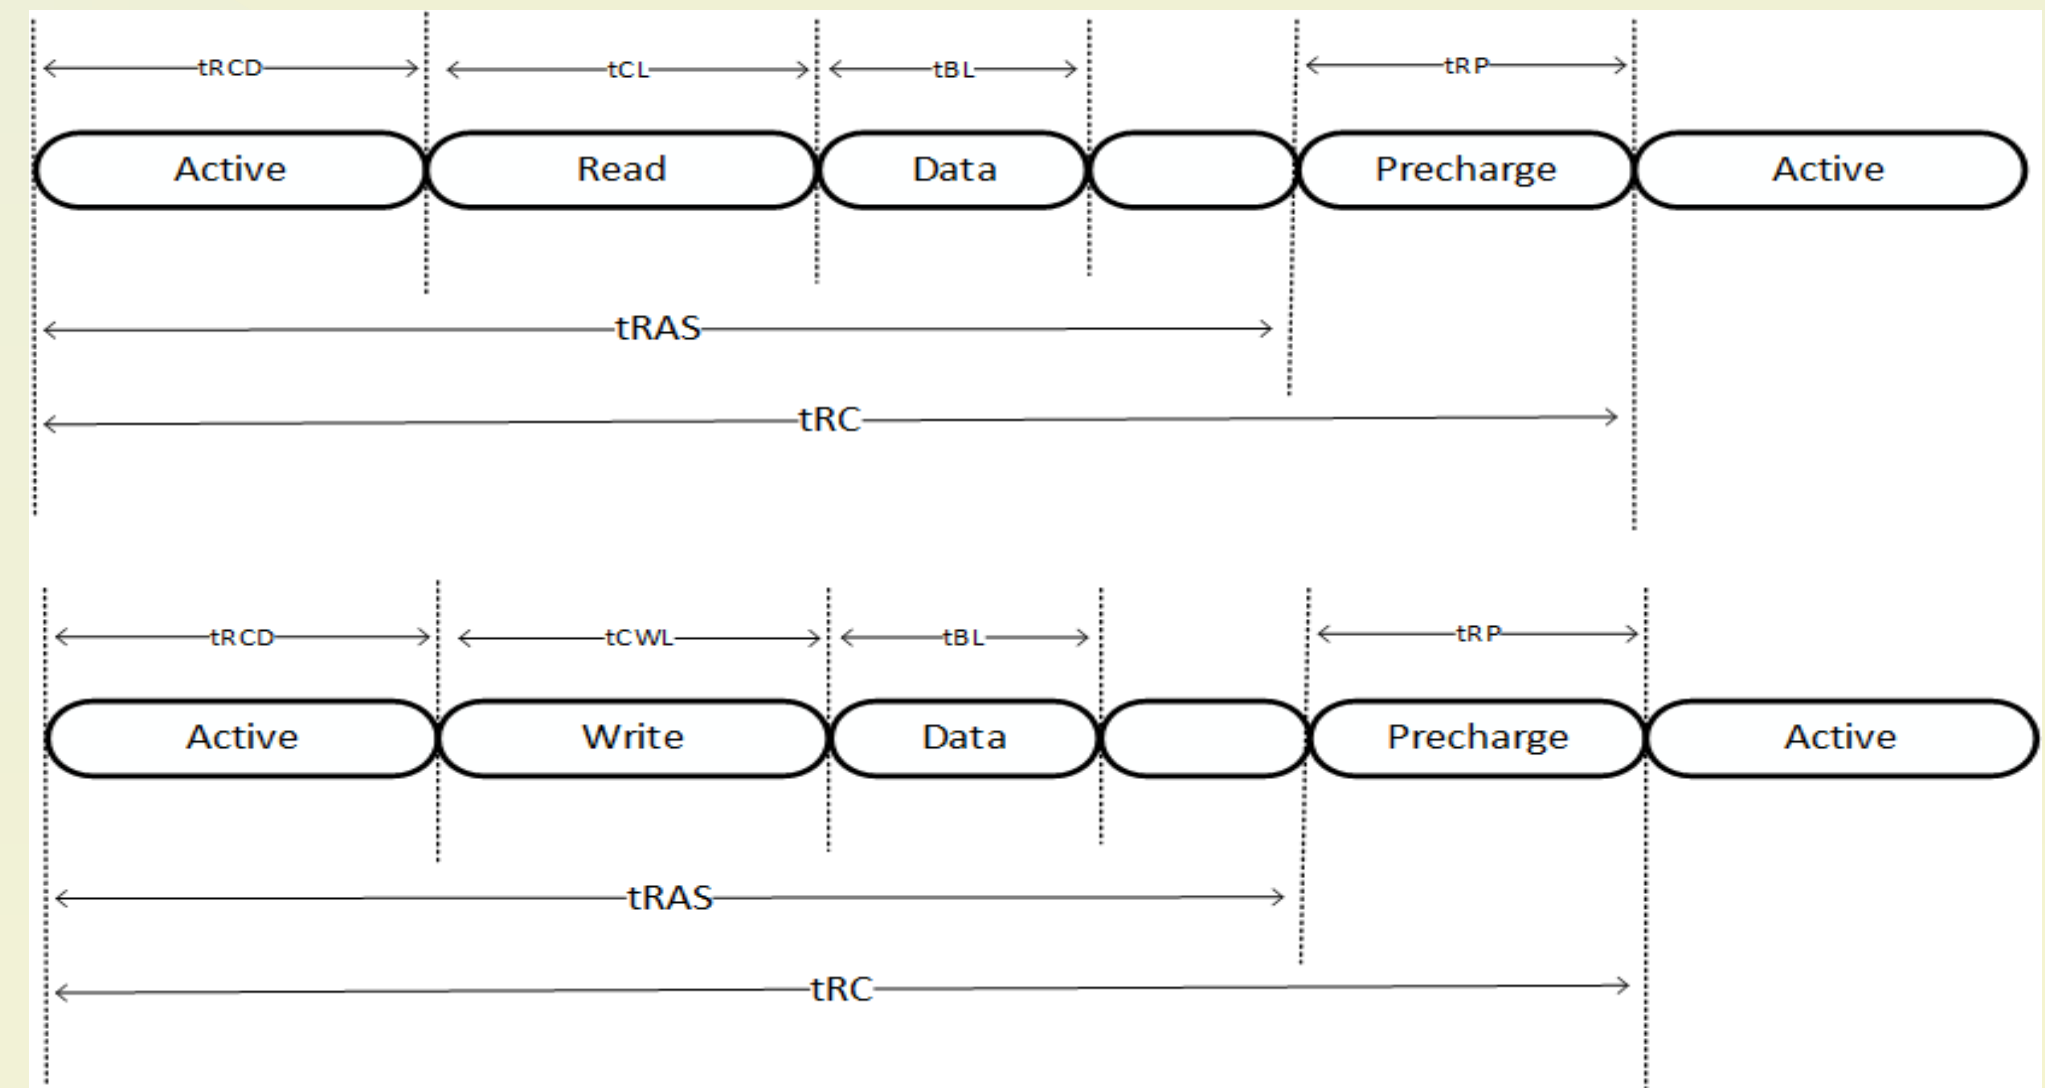 tRCD tCL tBL tRP
Active Read Data Precharge Active
tRAS
tRC
tRCD tCWL tBL tRP
Active Write Data Precharge Active
tRAS
tRC